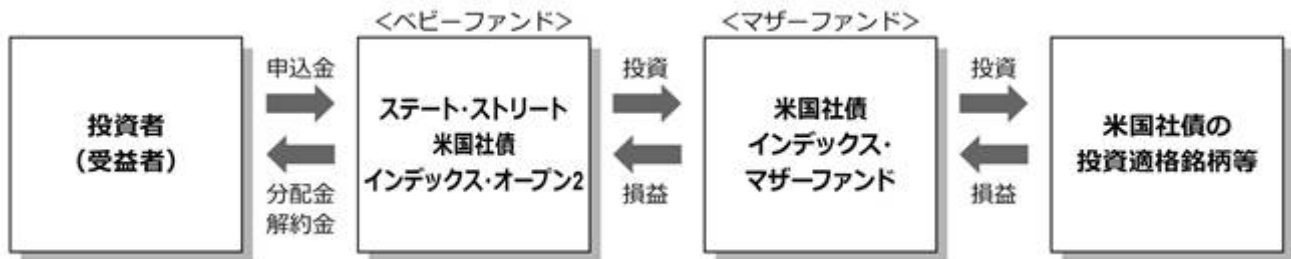 <ベビーファンド>
<マザーファンド>
投資者
（受益者）
申込金
分配金
解約金
ステート・ストリート
米国社債
インデックス・オープン2
投資
損益
米国社債
インデックス・
マザーファンド
投資
損益
米国社債の
投資適格銘柄等